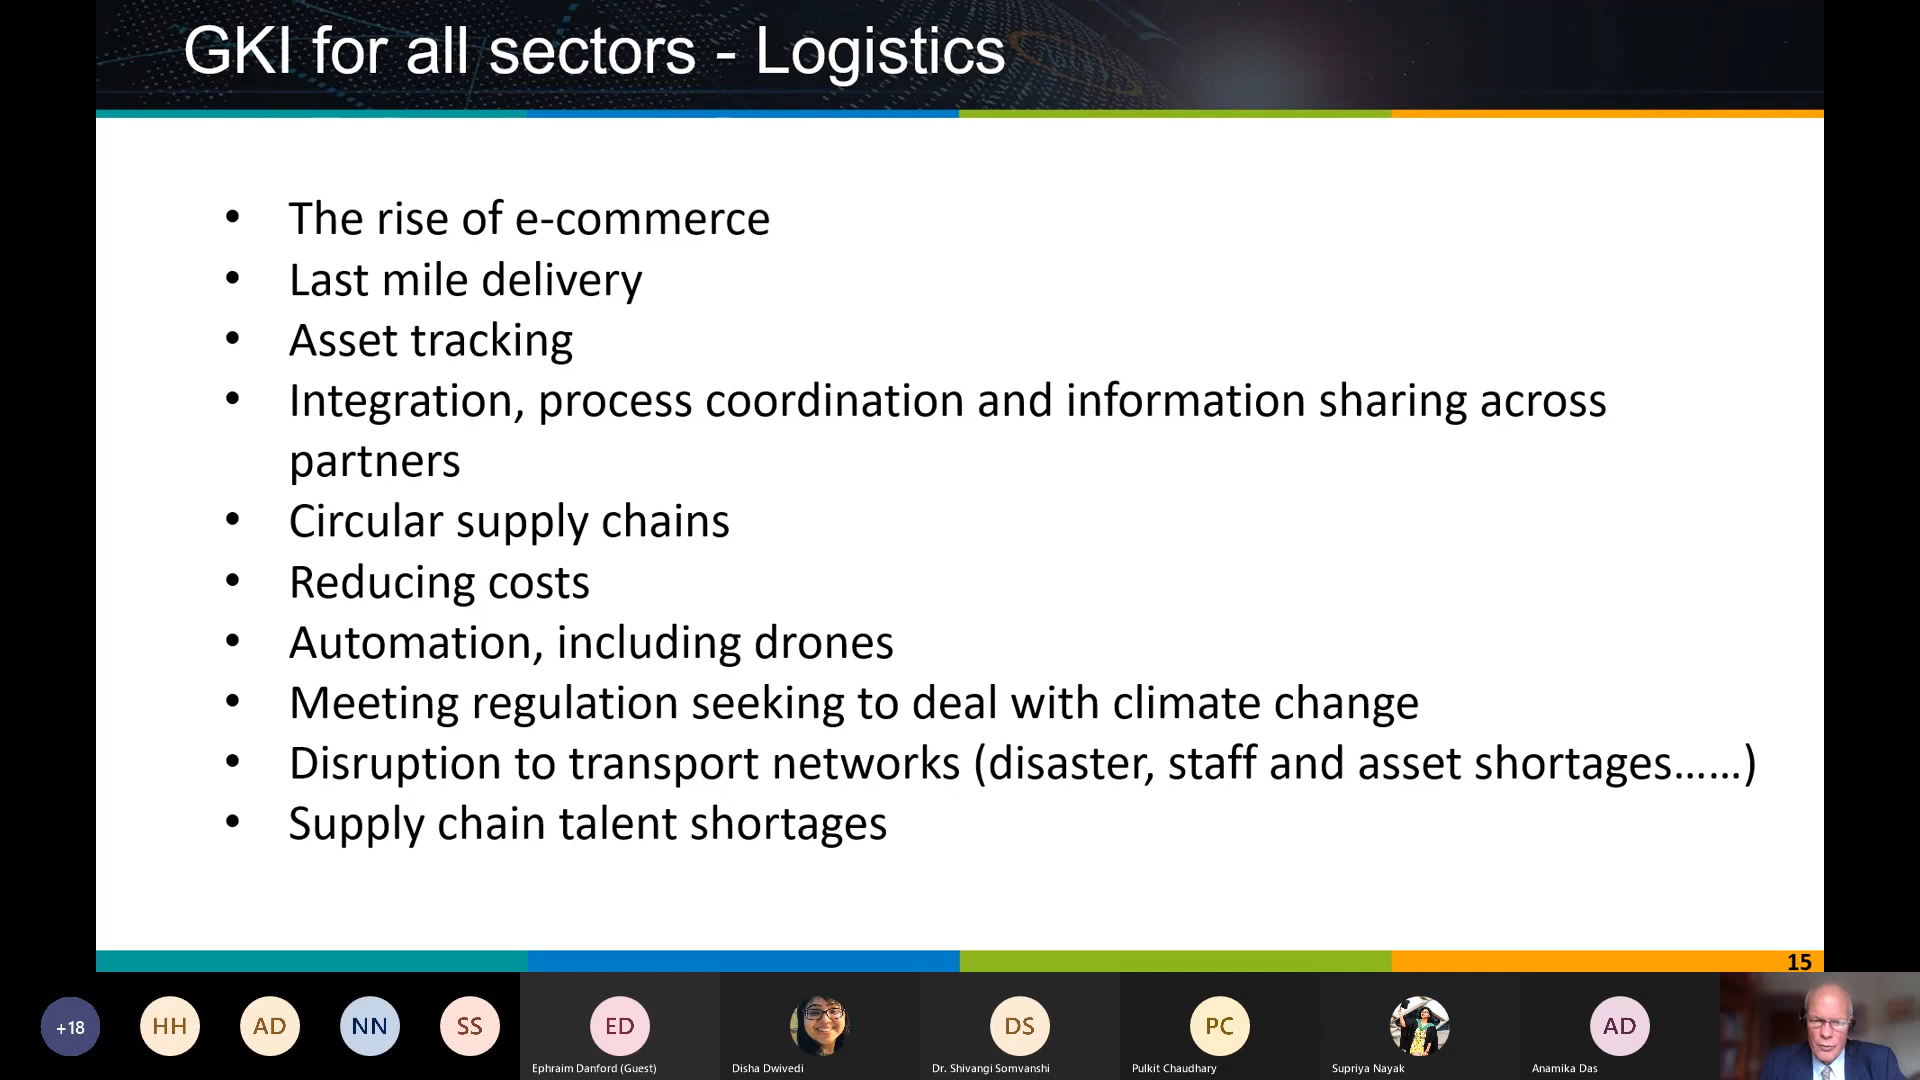 GKI for all sectors - Logistics
• The rise of e-commerce
• Last mile delivery
• Asset tracking
• Integration, process coordination and information sharing across
partners
• Circular supply chains
• Reducing costs
• Automation, including drones
• Meeting regulation seeking to deal with climate change
• Disruption to transport networks (disaster, staff and asset shortages......)
• Supply chain talent shortages
15
+18
HH
AD
NN
SS
ED
DS
PC
AD
Ephraim Danford (Guest)
Disha Dwivedi
Dr. Shivangi Somvanshi
Pulkit Chaudhary
Supriya Nayak
Anamika Das